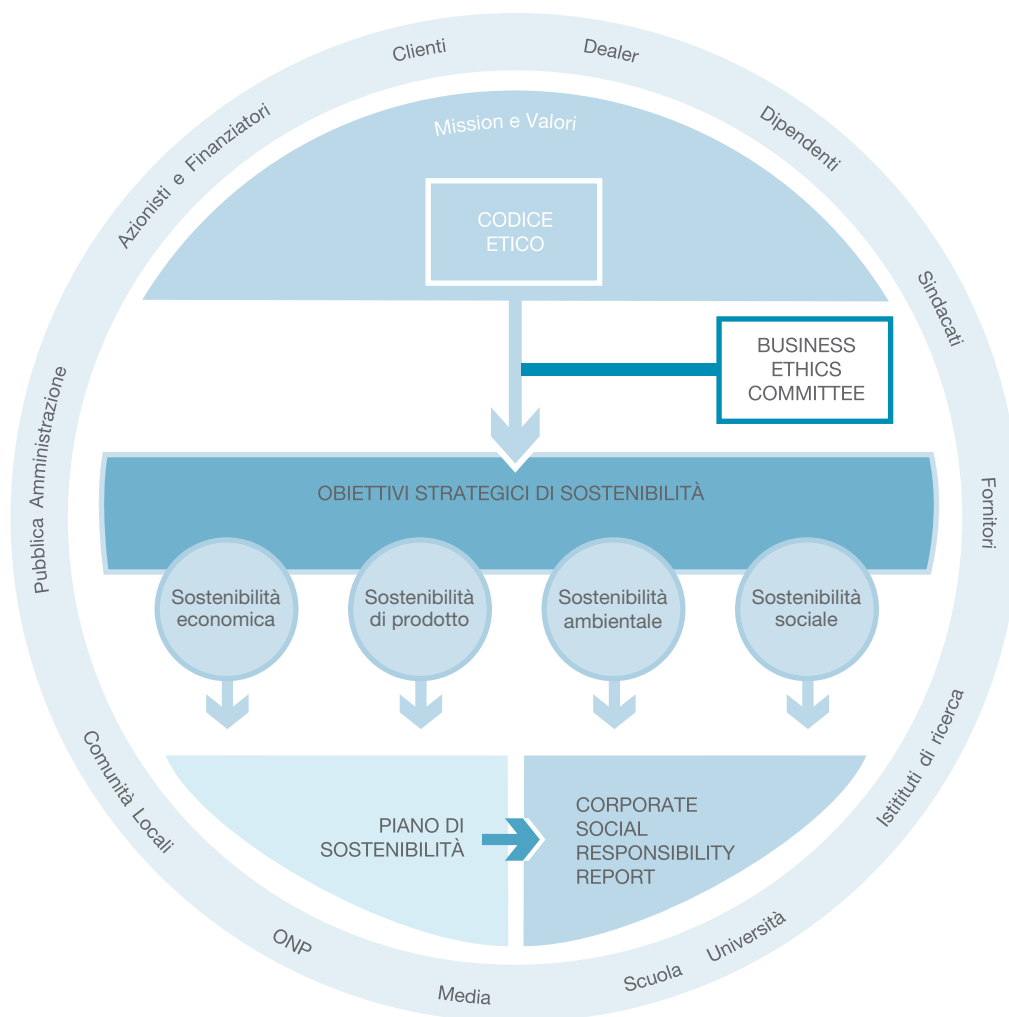 Clienti
Dealer
Dipendenti
Sindacati
Fornitori
Istitituti di ricerca
Scuola Università
Media
ONP
Comunità Locali
Pubblica Amministrazione
Azionisti e Finanziatori
Mission e Valori
CODICE
ETICO
BUSINESS
ETHICS
COMMITTEE
OBIETTIVI STRATEGICI DI SOSTENIBILITÀ
Sostenibilità
economica
Sostenibilità
di prodotto
Sostenibilità
ambientale
Sostenibilità
sociale
PIANO DI
SOSTENIBILITÀ
CORPORATE
SOCIAL
RESPONSIBILITY
REPORT